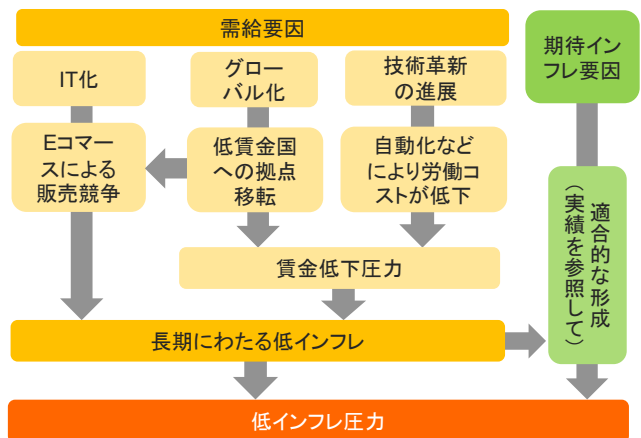 需給要因
期待イン
フレ要因
IT化
グロー
バル化
技術革新
の進展
Eコマー
スによる
販売競争
低賃金国
への拠点
移転
自動化など
により労働コ
ストが低下
適合的な形成
（実績を参照して）
賃金低下圧力
長期にわたる低インフレ
低インフレ圧力